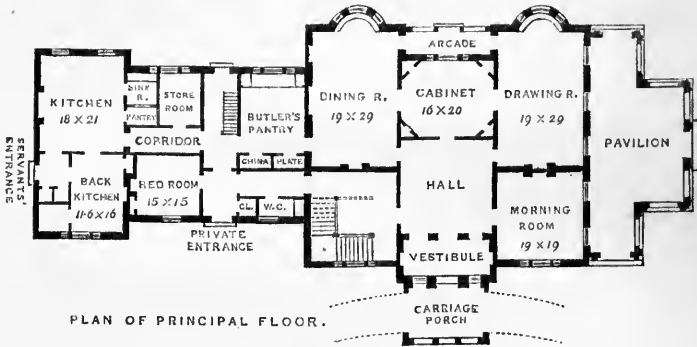 ARCADE
KITCHEN
18 X 21
SINK
R.
STORE
ROOM
PANTRY
BUTLER'S
PANTRY
DINING R.
19 X 29
CABINET
16 X 20
DRAWING R.
19 X 29
PAVILION
CORRIDOR
CHINA
PLATE
SERVANTS'
ENTRANCE
BACK
KITCHEN
11·6 X 16
BED ROOM
15 X 15
CL.
W.C.
HALL
MORNING
ROOM
19 X 19
PRIVATE
ENTRANCE
VESTIBULE
CARRIAGE
PORCH
PLAN OF PRINCIPAL FLOOR.